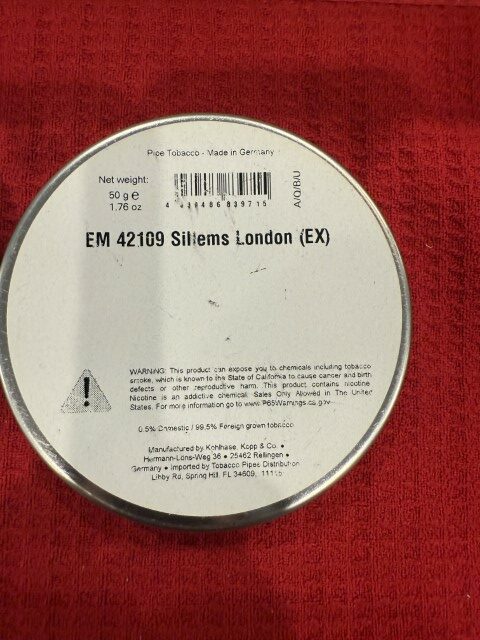 Pipe Tobacco - Made in Germany
Net weight:
50 g e
1.76 oz
A/Q/B/U
EM 42109 Sillems London (EX)
WARNING: This product can expose you to chemicals including tobacco
smoke, which is known to the State of California to cause cancer and birth
defects or other reproductive harm. This product contains nicotine.
Nicotine is an addictive chemical. Sales Only Allowed in The United
States. For more information go to www.P65Warnings.ca.gov
0.5% Domestic / 99.5% Foreign grown tobacco
Manufactured by Kohlhase, Kopp & Co. •
Hermann-Löns-Weg 36 • 25462 Rellingen •
Germany • Imported by Tobacco Pipes Distribution
Libby Rd, Spring Hill, FL 34609,